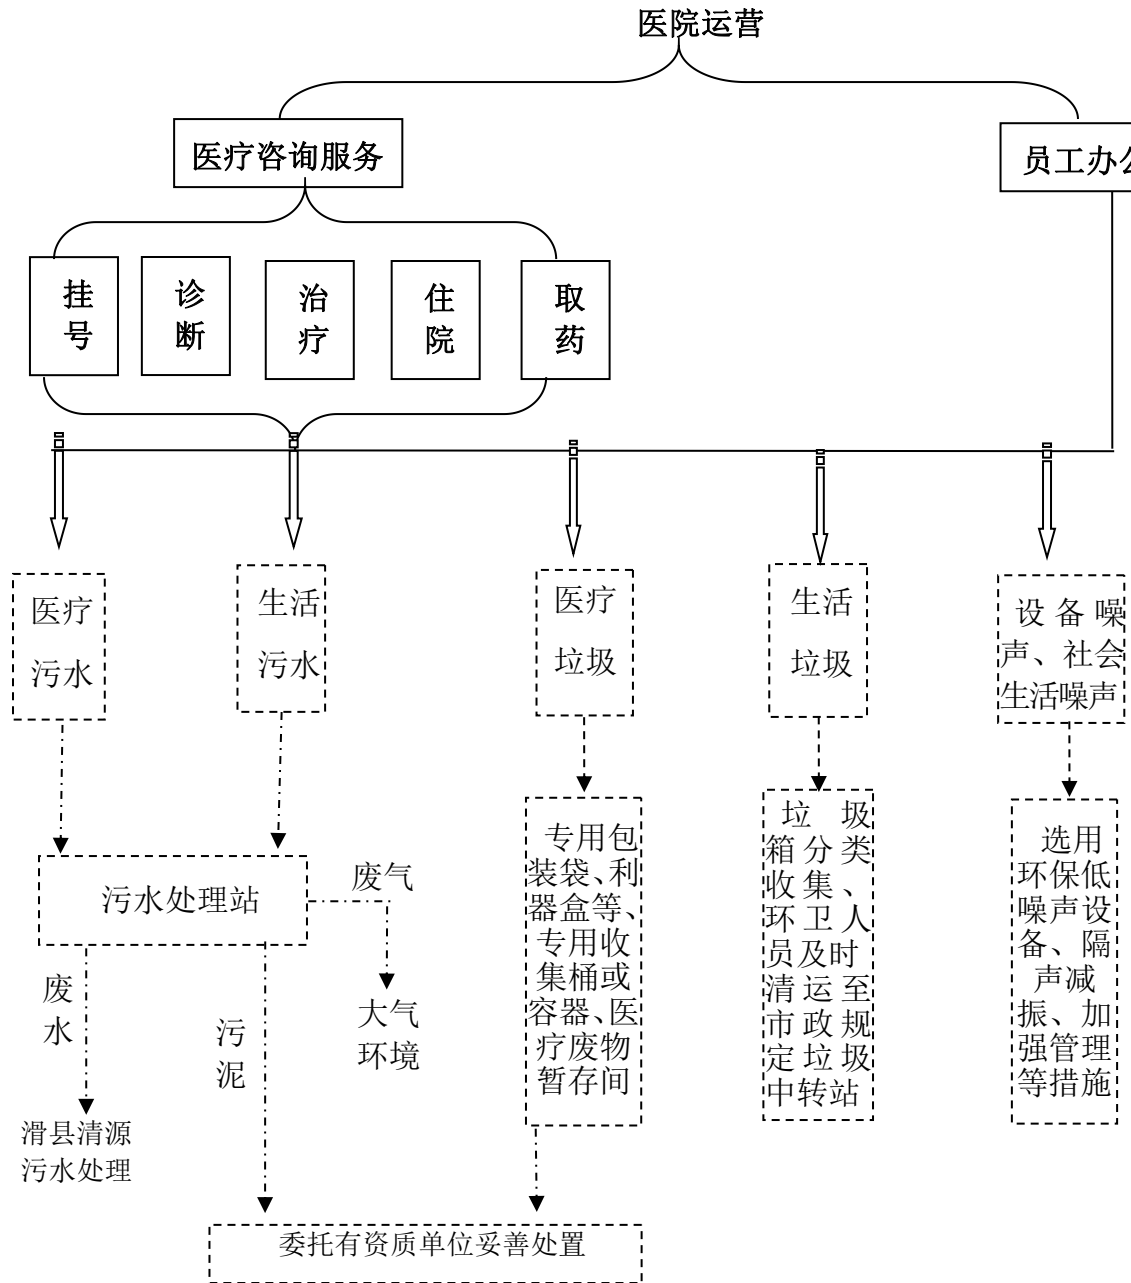 医院运营
医疗咨询服务
员工办公
挂
号
诊
断
治
疗
住
院
取
药
医疗
污水
生活
污水
医疗
垃圾
生活
垃圾
设备噪
声、社会
生活噪声
污水处理站
废气
大气
环境
废
水
污
泥
滑县清源
污水处理
专用包
装袋、利
器盒等、
专用收
集桶或
容器、医
疗废物
暂存间
垃圾
箱分类
收集、
环卫人
员及时
清运至
市政规
定垃圾
中转站
选用
环保低
噪声设
备、隔
声减
振、加
强管理
等措施
委托有资质单位妥善处置